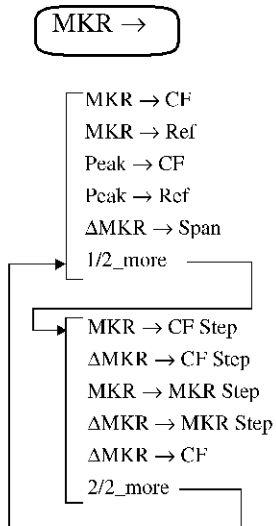 MKR →
MKR → CF
MKR → Ref
Peak → CF
Peak → Ref
ΔMKR → Span
1/2_more
MKR → CF Step
ΔMKR → CF Step
MKR → MKR Step
ΔMKR → MKR Step
ΔMKR → CF
2/2_more